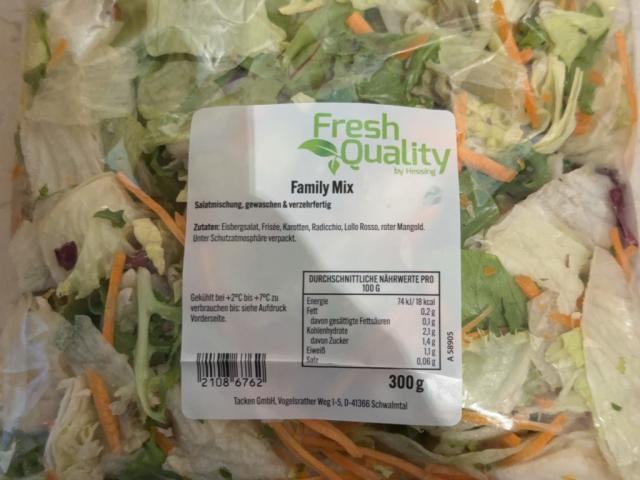 Fresh
Quality
by Hessing
Family Mix
Salatmischung, gewaschen & verzehrfertig
Zutaten: Eisbergsalat, Frisée, Karotten, Radicchio, Lollo Rosso, roter Mangold.
Unter Schutzatmosphäre verpackt.
Gekühlt bei +2°C bis +7°C zu
verbrauchen bis: siehe Aufdruck
Vorderseite.
DURCHSCHNITTLICHE NÄHRWERTE PRO
100 G
Energie 74 kJ/ 18 kcal
Fett 0,2 g
davon gesättigte Fettsäuren 0,1 g
Kohlenhydrate 2,1 g
davon Zucker 1,4 g
Eiweiß 1,1 g
Salz 0,06 g
A 58905
2108 6762
300 g
Tacken GmbH, Vogelsrather Weg 1-5, D-41366 Schwalmtal